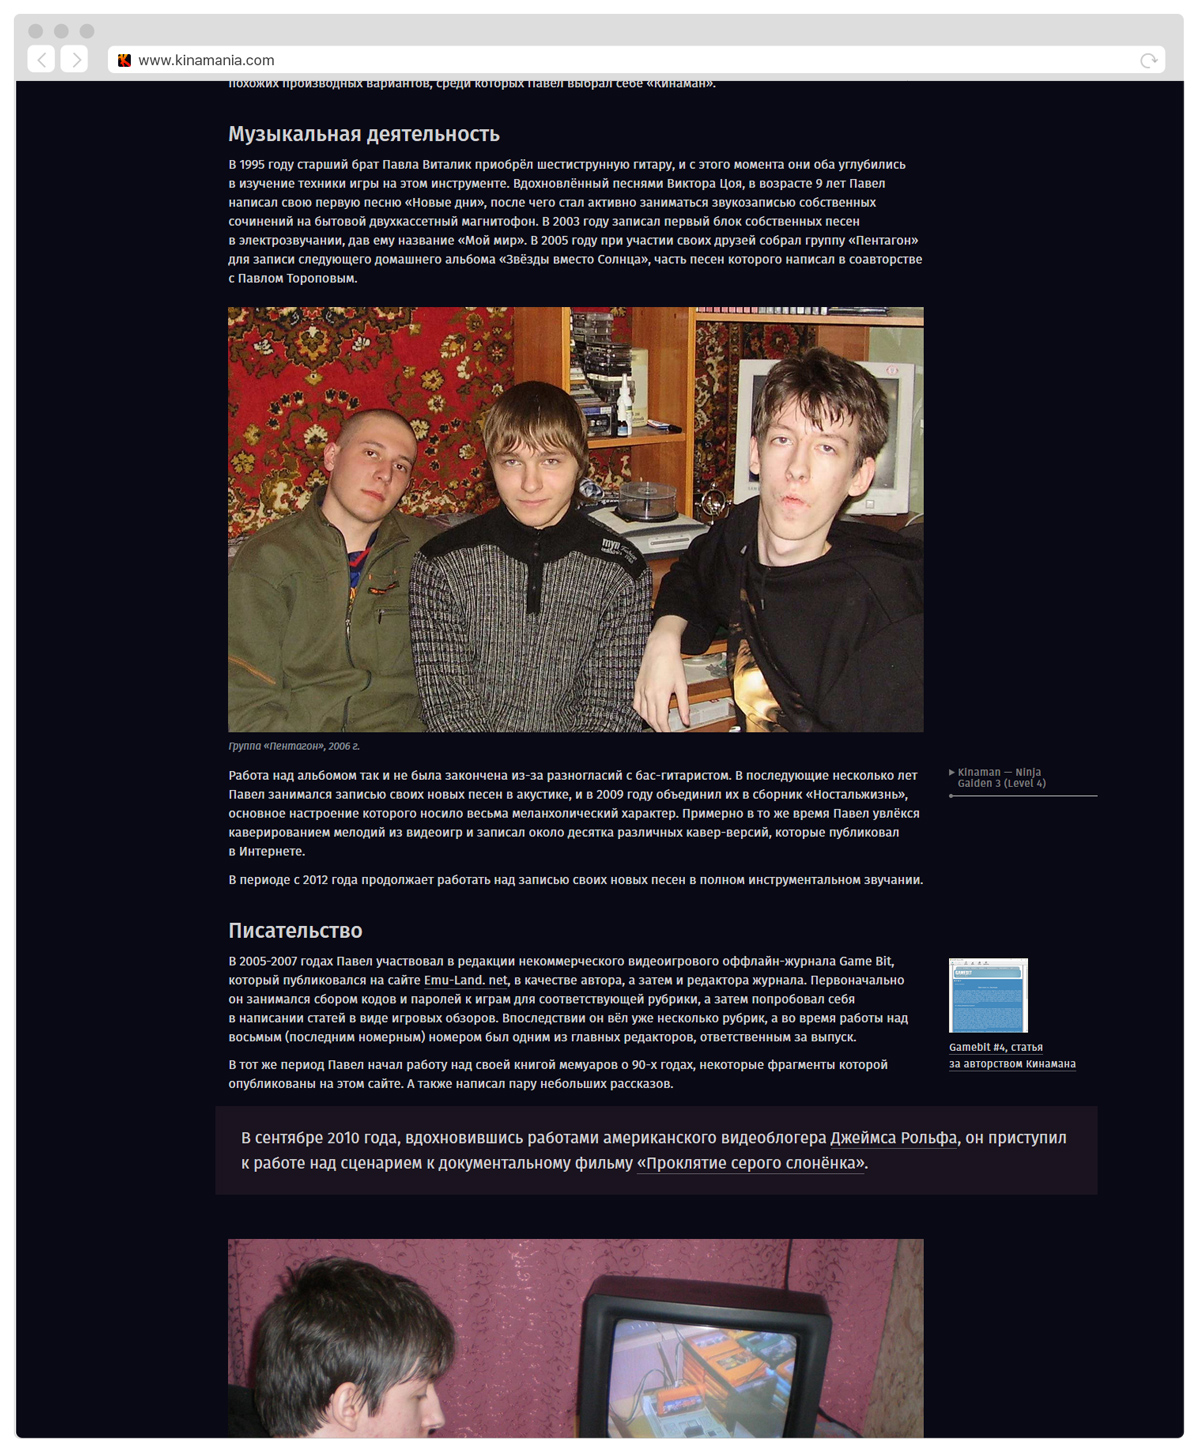 www.kinamania.com
похожих производных вариантов, среди которых Павел выбрал себе «Кинаман».
Музыкальная деятельность
В 1995 году старший брат Павла Виталик приобрёл шестиструнную гитару, и с этого момента они оба углубились
в изучение техники игры на этом инструменте. Вдохновлённый песнями Виктора Цоя, в возрасте 9 лет Павел
написал свою первую песню «Новые дни», после чего стал активно заниматься звукозаписью собственных
сочинений на бытовой двухкассетный магнитофон. В 2003 году записал первый блок собственных песен
в электрозвучании, дав ему название «Мой мир». В 2005 году при участии своих друзей собрал группу «Пентагон»
для записи следующего домашнего альбома «Звёзды вместо Солнца», часть песен которого написал в соавторстве
с Павлом Тороповым.
myn
Группа «Пентагон», 2006 г.
Работа над альбомом так и не была закончена из-за разногласий с бас-гитаристом. В последующие несколько лет
Павел занимался записью своих новых песен в акустике, и в 2009 году объединил их в сборник «Ностальжизнь»,
основное настроение которого носило весьма меланхолический характер. Примерно в то же время Павел увлёкся
каверированием мелодий из видеоигр и записал около десятка различных кавер-версий, которые публиковал
в Интернете.
Kinaman — Ninja
Gaiden 3 (Level 4)
В периоде с 2012 года продолжает работать над записью своих новых песен в полном инструментальном звучании.
Писательство
В 2005-2007 годах Павел участвовал в редакции некоммерческого видеоигрового оффлайн-журнала Game Bit,
который публиковался на сайте Emu-Land. net, в качестве автора, а затем и редактора журнала. Первоначально
он занимался сбором кодов и паролей к играм для соответствующей рубрики, а затем попробовал себя
в написании статей в виде игровых обзоров. Впоследствии он вёл уже несколько рубрик, а во время работы над
восьмым (последним номерным) номером был одним из главных редакторов, ответственным за выпуск.
GAMEBIT
Gamebit #4, статья
за авторством Кинамана
В тот же период Павел начал работу над своей книгой мемуаров о 90-х годах, некоторые фрагменты которой
опубликованы на этом сайте. А также написал пару небольших рассказов.
В сентябре 2010 года, вдохновившись работами американского видеоблогера Джеймса Рольфа, он приступил
к работе над сценарием к документальному фильму «Проклятие серого слонёнка».